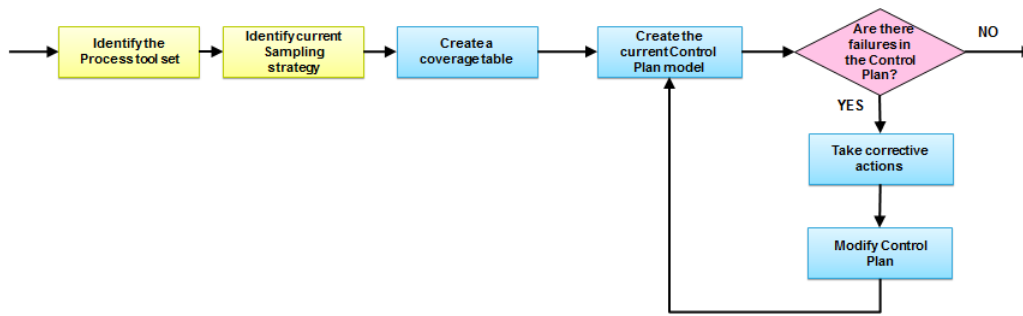 Identify the
Process tool set
Identify current
Sampling
strategy
Create a
coverage table
Create the
current Control
Plan model
Are there
failures in
the Control
Plan?
NO
YES
Take corrective
actions
Modify Control
Plan